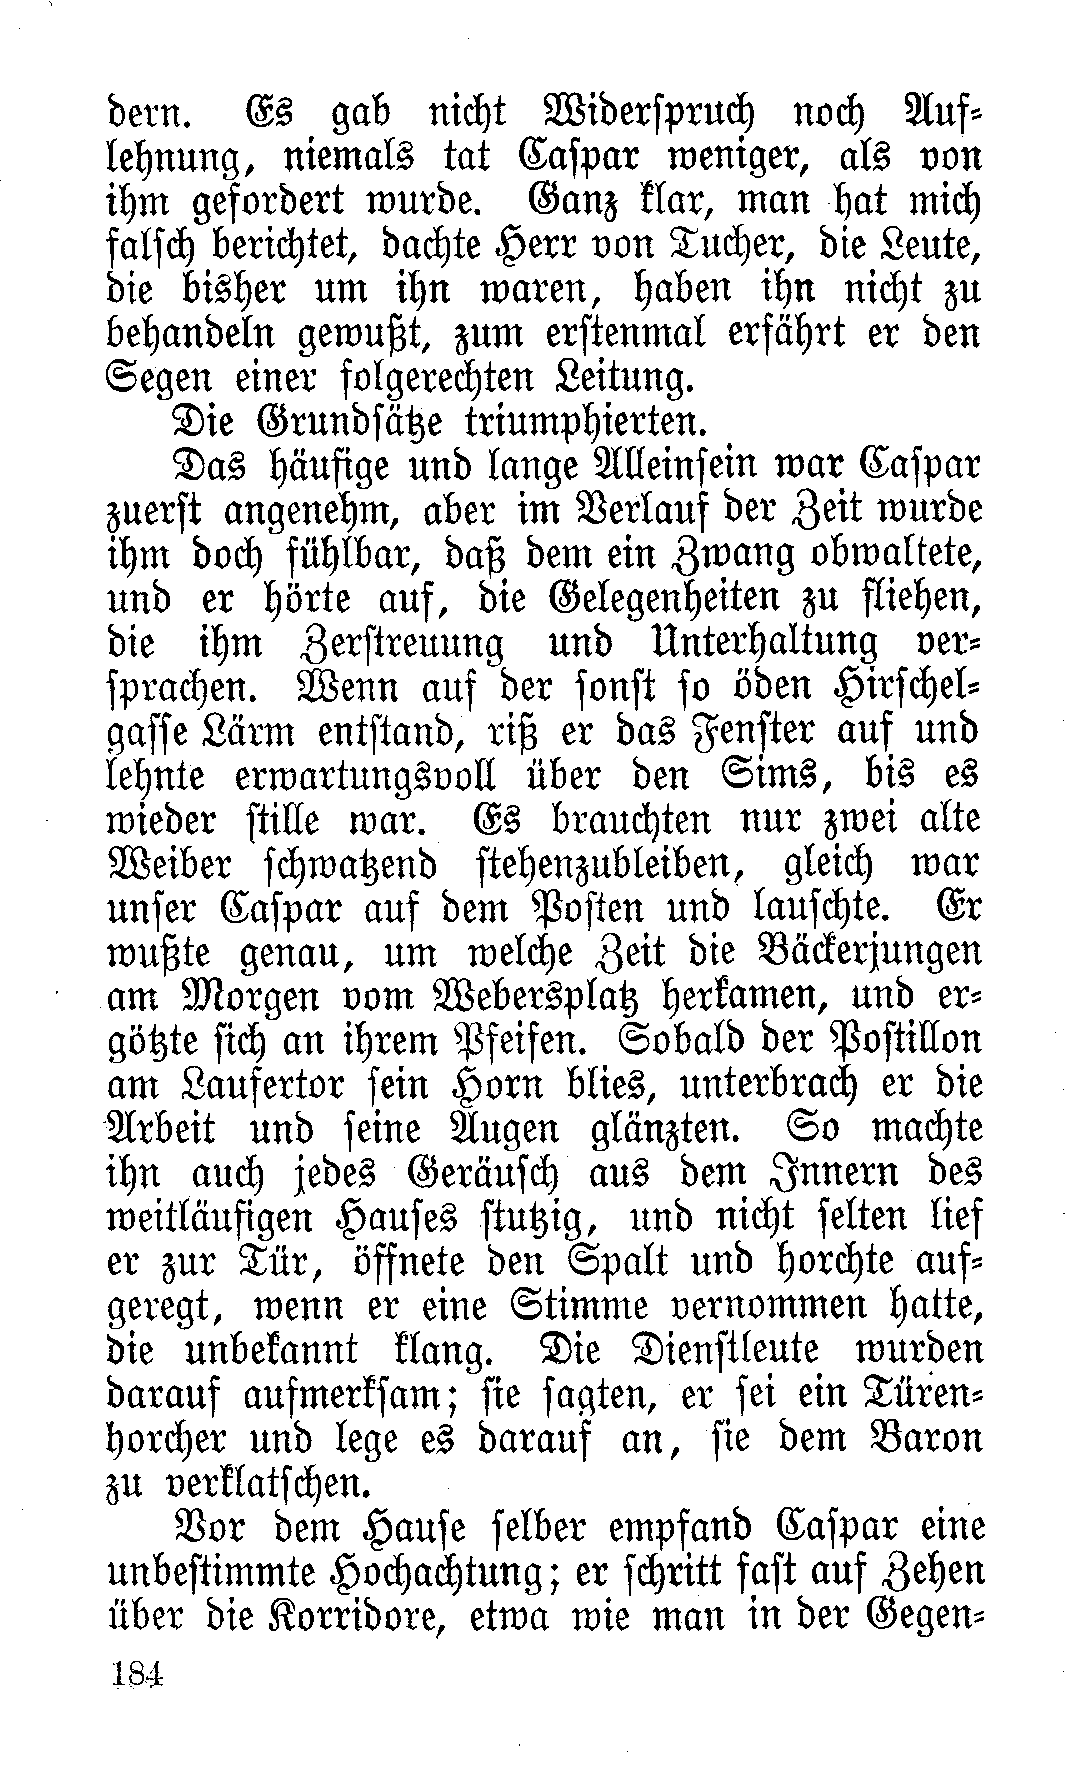 dern. Es gab nicht Widerspruch noch Auf-
lehnung, niemals tat Caspar weniger, als von
ihm gefordert wurde. Ganz klar, man hat mich
falsch berichtet, dachte Herr von Tucher, die Leute,
die bisher um ihn waren, haben ihn nicht zu
behandeln gewußt, zum erstenmal erfährt er den
Segen einer folgerechten Leitung.
Die Grundsätze triumphierten.
Das häufige und lange Alleinsein war Caspar
zuerst angenehm, aber im Verlauf der Zeit wurde
ihm doch fühlbar, daß dem ein Zwang obwaltete,
und er hörte auf, die Gelegenheiten zu fliehen,
die ihm Zerstreuung und Unterhaltung ver-
sprachen. Wenn auf der sonst so öden Hirschel-
gasse Lärm entstand, riß er das Fenster auf und
lehnte erwartungsvoll über den Sims, bis es
wieder stille war. Es brauchten nur zwei alte
Weiber schwatzend stehenzubleiben, gleich war
unser Caspar auf dem Posten und lauschte. Er
wußte genau, um welche Zeit die Bäckerjungen
am Morgen vom Webersplatz herkamen, und er-
götzte sich an ihrem Pfeifen. Sobald der Postillon
am Laufertor sein Horn blies, unterbrach er die
Arbeit und seine Augen glänzten. So machte
ihn auch jedes Geräusch aus dem Innern des
weitläufigen Hauses stutzig, und nicht selten lief
er zur Tür, öffnete den Spalt und horchte auf-
geregt, wenn er eine Stimme vernommen hatte,
die unbekannt klang. Die Dienstleute wurden
darauf aufmerksam; sie sagten, er sei ein Türen-
horcher und lege es darauf an, sie dem Baron
zu verklatschen.
Vor dem Hause selber empfand Caspar eine
unbestimmte Hochachtung; er schritt fast auf Zehen
über die Korridore, etwa wie man in der Gegen-
184